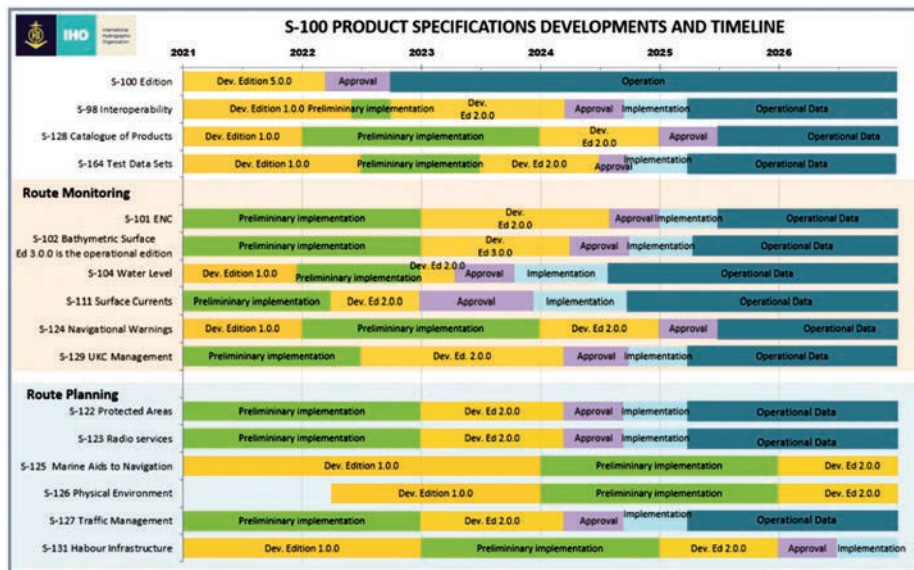 IHO
International
Hydrographic
Organization
S-100 PRODUCT SPECIFICATIONS DEVELOPMENTS AND TIMELINE
2021 2022 2023 2024 2025 2026
S-100 Edition Dev. Edition 5.0.0 Approval Operation
S-98 Interoperability Dev. Edition 1.0.0 Prelimininary implementation Dev. Ed 2.0.0 Approval Implementation Operational Data
S-128 Catalogue of Products Dev. Edition 1.0.0 Prelimininary implementation Dev. Ed 2.0.0 Approval Operational Data
S-164 Test Data Sets Dev. Edition 1.0.0 Prelimininary implementation Dev. Ed 2.0.0 Approval Implementation Operational Data
Route Monitoring
S-101 ENC Prelimininary implementation Dev. Ed 2.0.0 Approval Implementation Operational Data
S-102 Bathymetric Surface
Ed 3.0.0 is the operational edition Prelimininary implementation Dev. Ed 3.0.0 Approval Implementation Operational Data
S-104 Water Level Dev. Edition 1.0.0 Prelimininary implementation Dev. Ed 2.0.0 Approval Implementation Operational Data
S-111 Surface Currents Prelimininary implementation Dev. Ed 2.0.0 Approval Implementation Operational Data
S-124 Navigational Warnings Dev. Edition 1.0.0 Prelimininary implementation Dev. Ed 2.0.0 Approval Operational Data
S-129 UKC Management Prelimininary implementation Dev. Ed. 2.0.0 Approval Implementation Operational Data
Route Planning
S-122 Protected Areas Prelimininary implementation Dev. Ed 2.0.0 Approval Implementation Operational Data
S-123 Radio services Prelimininary implementation Dev. Ed 2.0.0 Approval Implementation Operational Data
S-125 Marine Aids to Navigation Dev. Edition 1.0.0 Prelimininary implementation Dev. Ed 2.0.0
S-126 Physical Environment Dev. Edition 1.0.0 Prelimininary implementation Dev. Ed 2.0.0
S-127 Traffic Management Prelimininary implementation Dev. Ed 2.0.0 Approval Implementation Operational Data
S-131 Habour Infrastructure Dev. Edition 1.0.0 Prelimininary implementation Dev. Ed 2.0.0 Approval Implementation